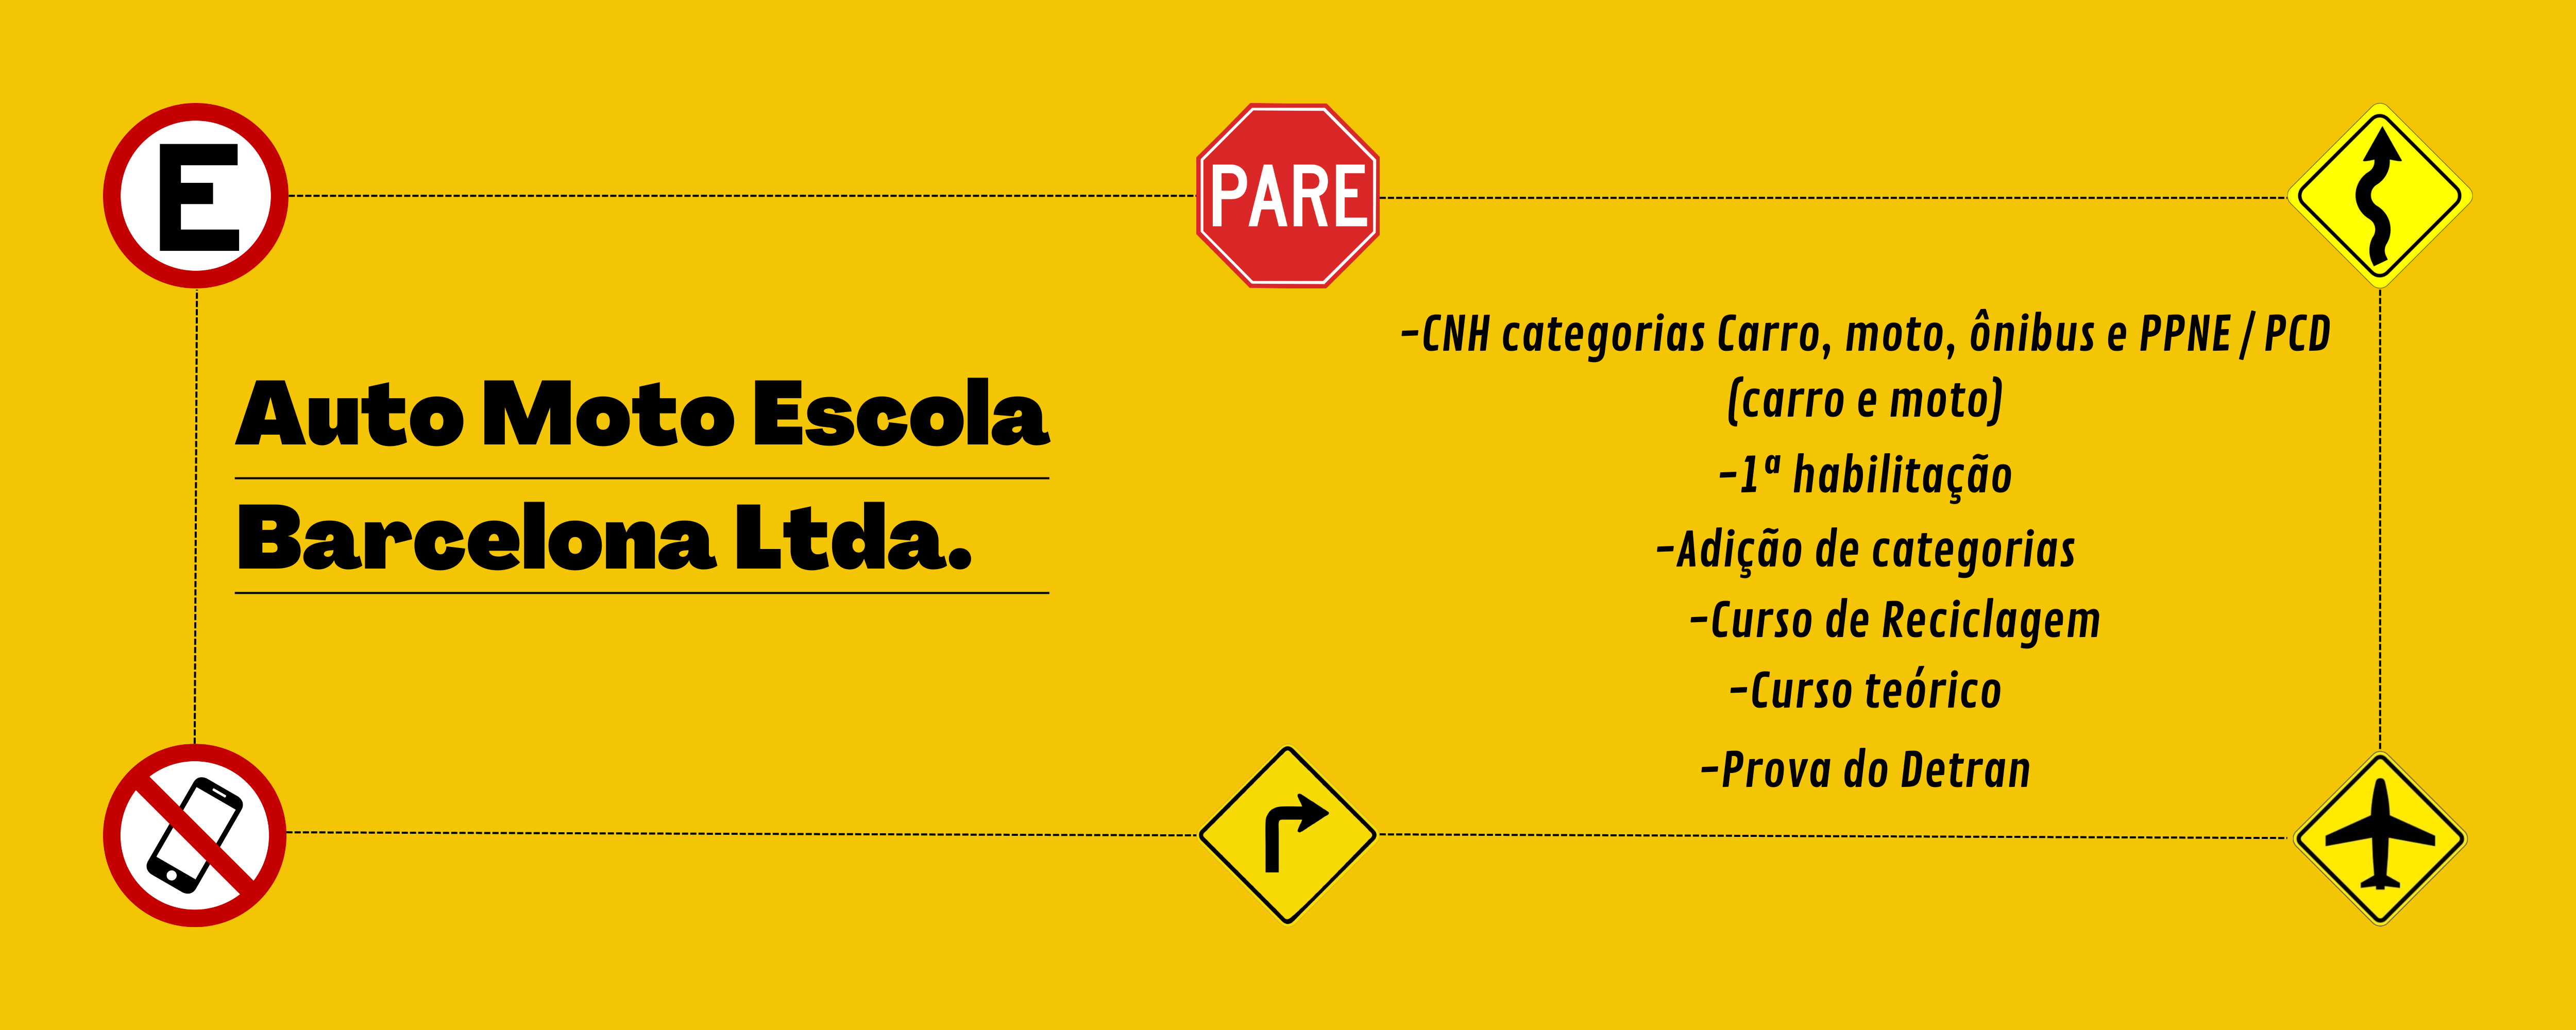 E
PARE
Auto Moto Escola
Barcelona Ltda.
-CNH categorias Carro, moto, ônibus e PPNE / PCD
(carro e moto)
-1ª habilitação
-Adição de categorias
-Curso de Reciclagem
-Curso teórico
-Prova do Detran